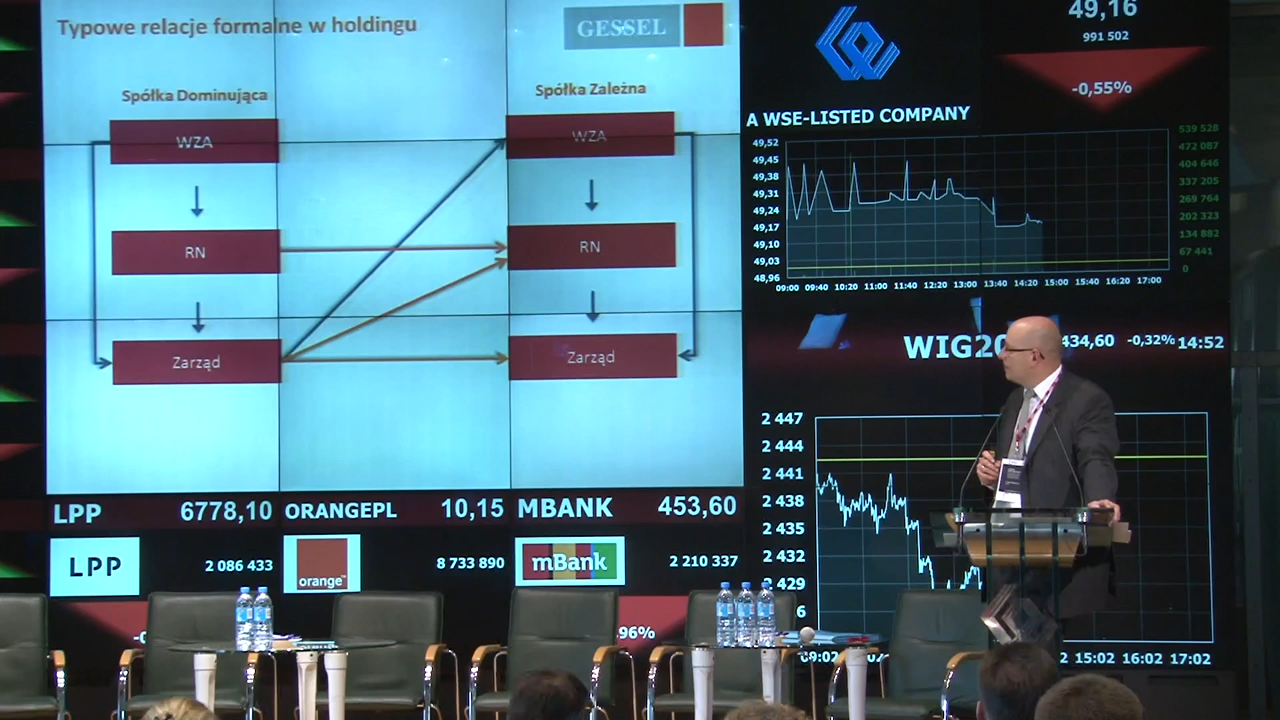 Typowe relacje formalne w holdingu
GESSEL
Spółka Dominująca
Spółka Zależna
WZA
WZA
RN
RN
Zarząd
Zarząd
49,16
991 502
-0,55%
A WSE-LISTED COMPANY
49,52
49,45
49,38
49,31
49,24
49,17
49,10
49,03
48,96
539 528
472 087
404 646
337 205
269 764
202 323
134 882
67 441
0
09:00 09:40 10:20 11:00 11:40 12:20 13:00 13:40 14:20 15:00 15:40 16:20 17:00
434,60 -0,32% 14:52
2 447
2 444
2 441
2 438
2 435
2 432
2 429
15:02 16:02 17:02
LPP 6778,10
ORANGEPL 10,15
MBANK 453,60
LPP 2 086 433
orange™ 8 733 890
mBank 2 210 337